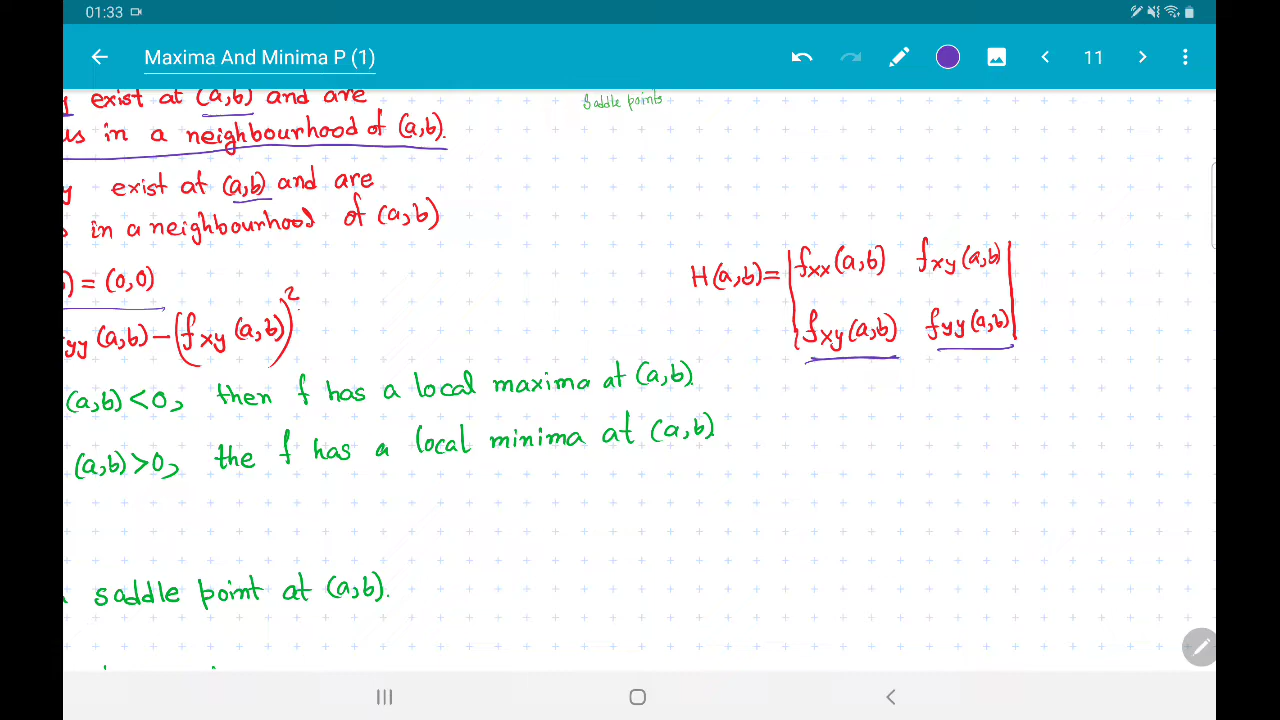 01:33
Maxima And Minima P (1)
11
exist at (a,b) and are
Saddle points
us in a neighbourhood of (a,b).
y exist at (a,b) and are
s in a neighbourhood of (a,b)
) = (0,0)
yy (a,b) − (fxy (a,b))²
H(a,b) = | fxx (a,b) fxy (a,b) |
| fxy (a,b) fyy (a,b) |
(a,b) < 0, then f has a local maxima at (a,b)
(a,b) > 0, the f has a local minima at (a,b)
saddle point at (a,b).